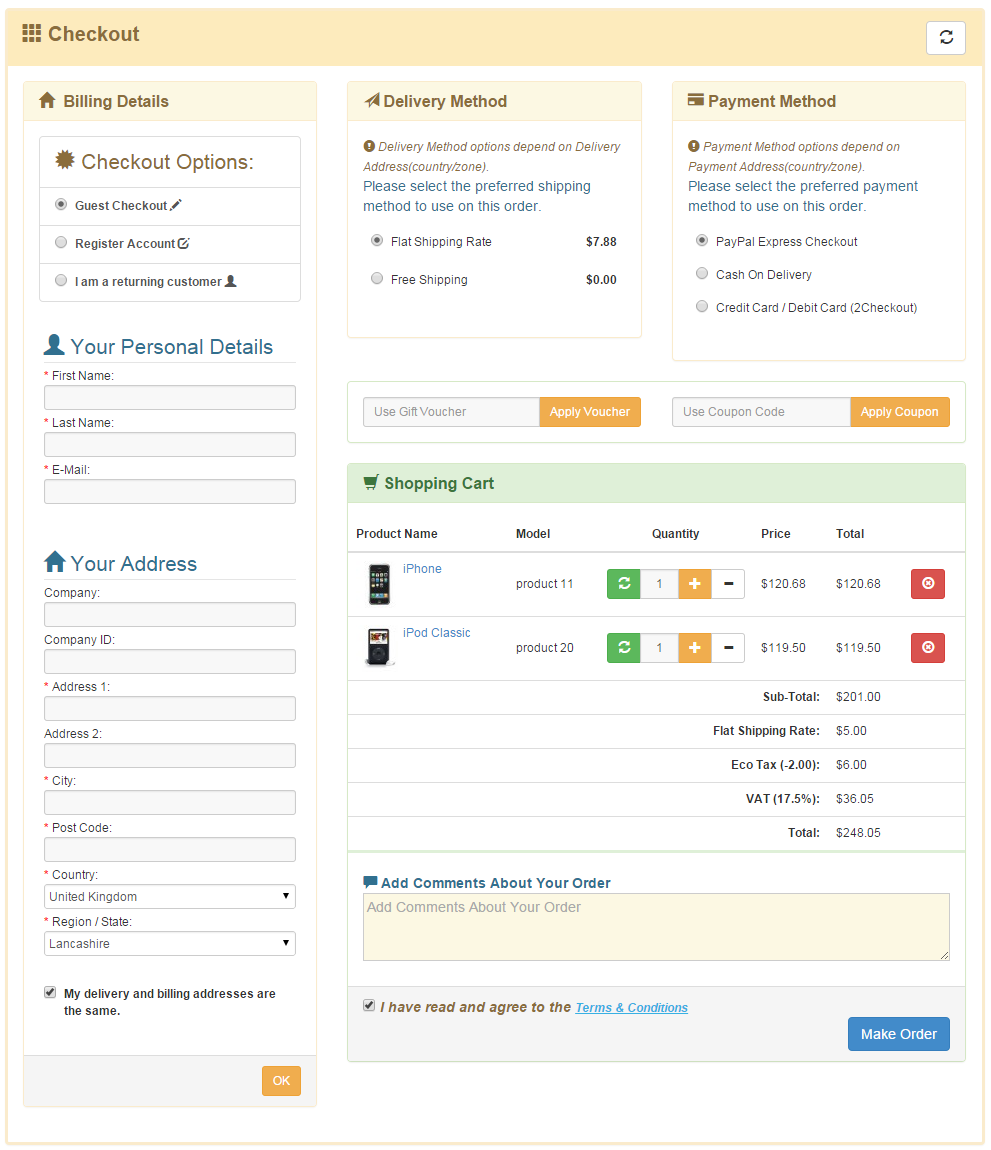 Checkout
Billing Details
Checkout Options:
Guest Checkout
Register Account
I am a returning customer
Your Personal Details
* First Name:
* Last Name:
* E-Mail:
Your Address
Company:
Company ID:
* Address 1:
Address 2:
* City:
* Post Code:
* Country:
United Kingdom
* Region / State:
Lancashire
My delivery and billing addresses are
the same.
OK
Delivery Method
Delivery Method options depend on Delivery
Address(country/zone).
Please select the preferred shipping
method to use on this order.
Flat Shipping Rate $7.88
Free Shipping $0.00
Payment Method
Payment Method options depend on
Payment Address(country/zone).
Please select the preferred payment
method to use on this order.
PayPal Express Checkout
Cash On Delivery
Credit Card / Debit Card (2Checkout)
Use Gift Voucher Apply Voucher Use Coupon Code Apply Coupon
Shopping Cart
Product Name Model Quantity Price Total
iPhone product 11 1 $120.68 $120.68
iPod Classic product 20 1 $119.50 $119.50
Sub-Total: $201.00
Flat Shipping Rate: $5.00
Eco Tax (-2.00): $6.00
VAT (17.5%): $36.05
Total: $248.05
Add Comments About Your Order
Add Comments About Your Order
I have read and agree to the Terms & Conditions
Make Order